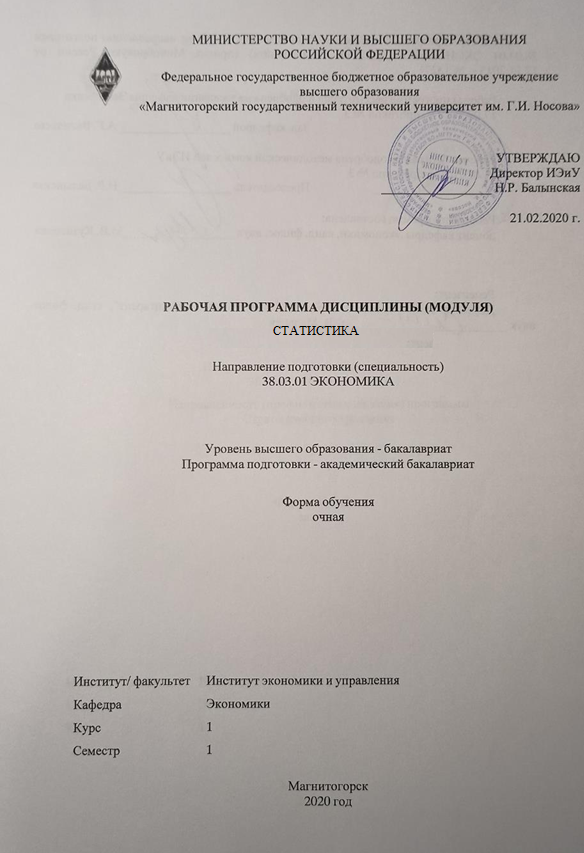 МИНИСТЕРСТВО НАУКИ И ВЫСШЕГО ОБРАЗОВАНИЯ
РОССИЙСКОЙ ФЕДЕРАЦИИ
Федеральное государственное бюджетное образовательное учреждение
высшего образования
«Магнитогорский государственный технический университет им. Г.И. Носова»
ИНСТИТУТ
ЭКОНОМИКИ И
УПРАВЛЕНИЯ
УТВЕРЖДАЮ
Директор ИЭиУ
Н.Р. Балынская
21.02.2020 г.
РАБОЧАЯ ПРОГРАММА ДИСЦИПЛИНЫ (МОДУЛЯ)
СТАТИСТИКА
Направление подготовки (специальность)
38.03.01 ЭКОНОМИКА
Уровень высшего образования - бакалавриат
Программа подготовки - академический бакалавриат
Форма обучения
очная
Институт/ факультет Институт экономики и управления
Кафедра Экономики
Курс 1
Семестр 1
Магнитогорск
2020 год